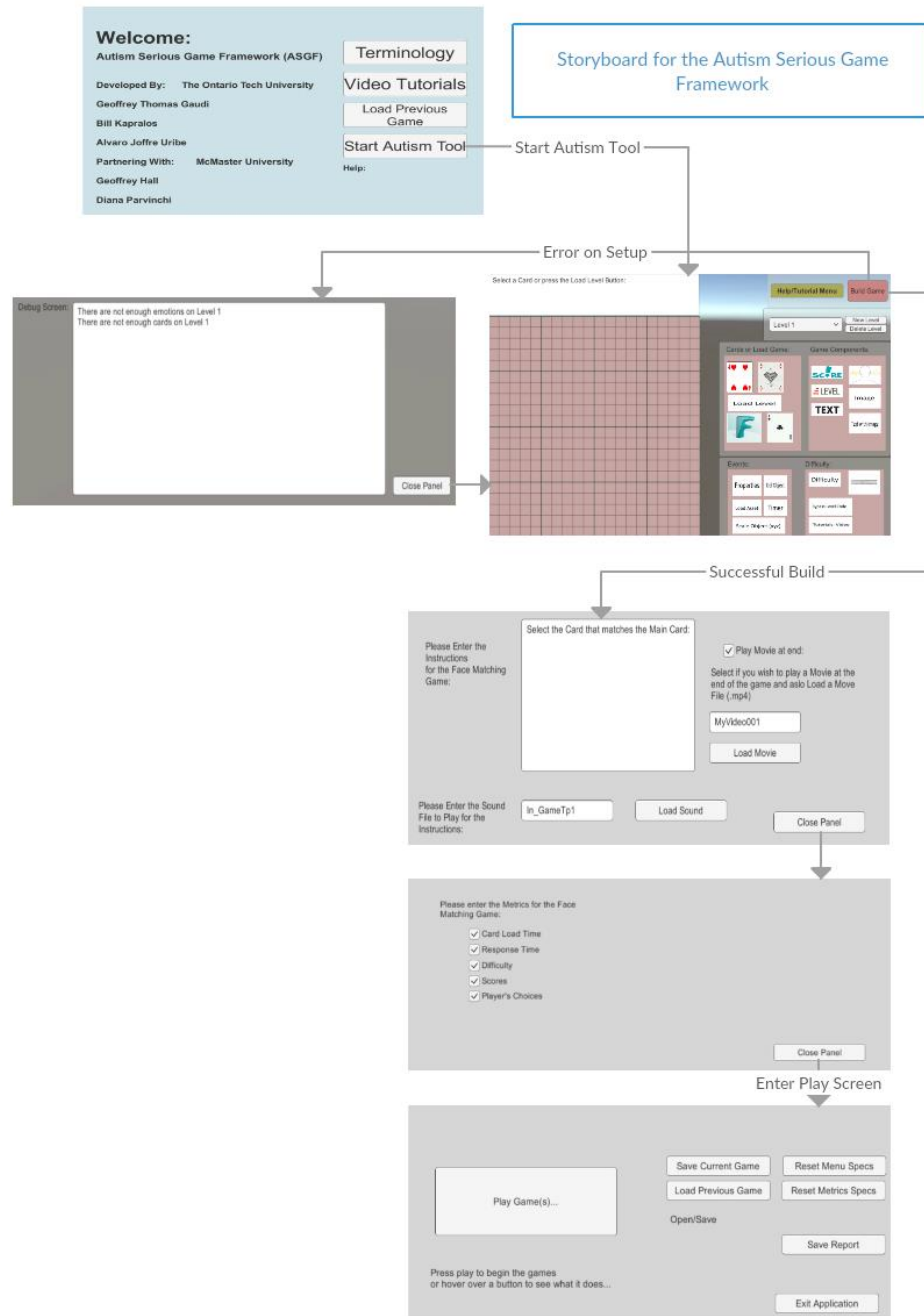 Welcome:
Autism Serious Game Framework (ASGF)
Developed By: The Ontario Tech University
Geoffrey Thomas Gaudi
Bill Kapralos
Alvaro Joffre Uribe
Partnering With: McMaster University
Geoffrey Hall
Diana Parvinchi
Terminology
Video Tutorials
Load Previous
Game
Start Autism Tool
Help:
Storyboard for the Autism Serious Game
Framework
Start Autism Tool
Error on Setup
Debug Screen:
There are not enough emotions on Level 1
There are not enough cards on Level 1
Close Panel
Select a Card or press the Load Level Button:
Help/Tutorial Menu
Build Game
Level 1
New Level
Delete Level
Cards or Load Game:
Game Components:
Load Level
SCORE
LEVEL
TEXT
Image
Events:
Difficulty:
Difficulty
Timer
Scale Object (xyz)
Successful Build
Please Enter the
Instructions
for the Face Matching
Game:
Select the Card that matches the Main Card:
Play Movie at end:
Select if you wish to play a Movie at the
end of the game and aslo Load a Move
File (.mp4)
MyVideo001
Load Movie
Please Enter the Sound
File to Play for the
Instructions:
In_GameTp1
Load Sound
Close Panel
Please enter the Metrics for the Face
Matching Game:
Card Load Time
Response Time
Difficulty
Scores
Player's Choices
Close Panel
Enter Play Screen
Play Game(s)...
Save Current Game
Reset Menu Specs
Load Previous Game
Reset Metrics Specs
Open/Save
Save Report
Press play to begin the games
or hover over a button to see what it does...
Exit Application